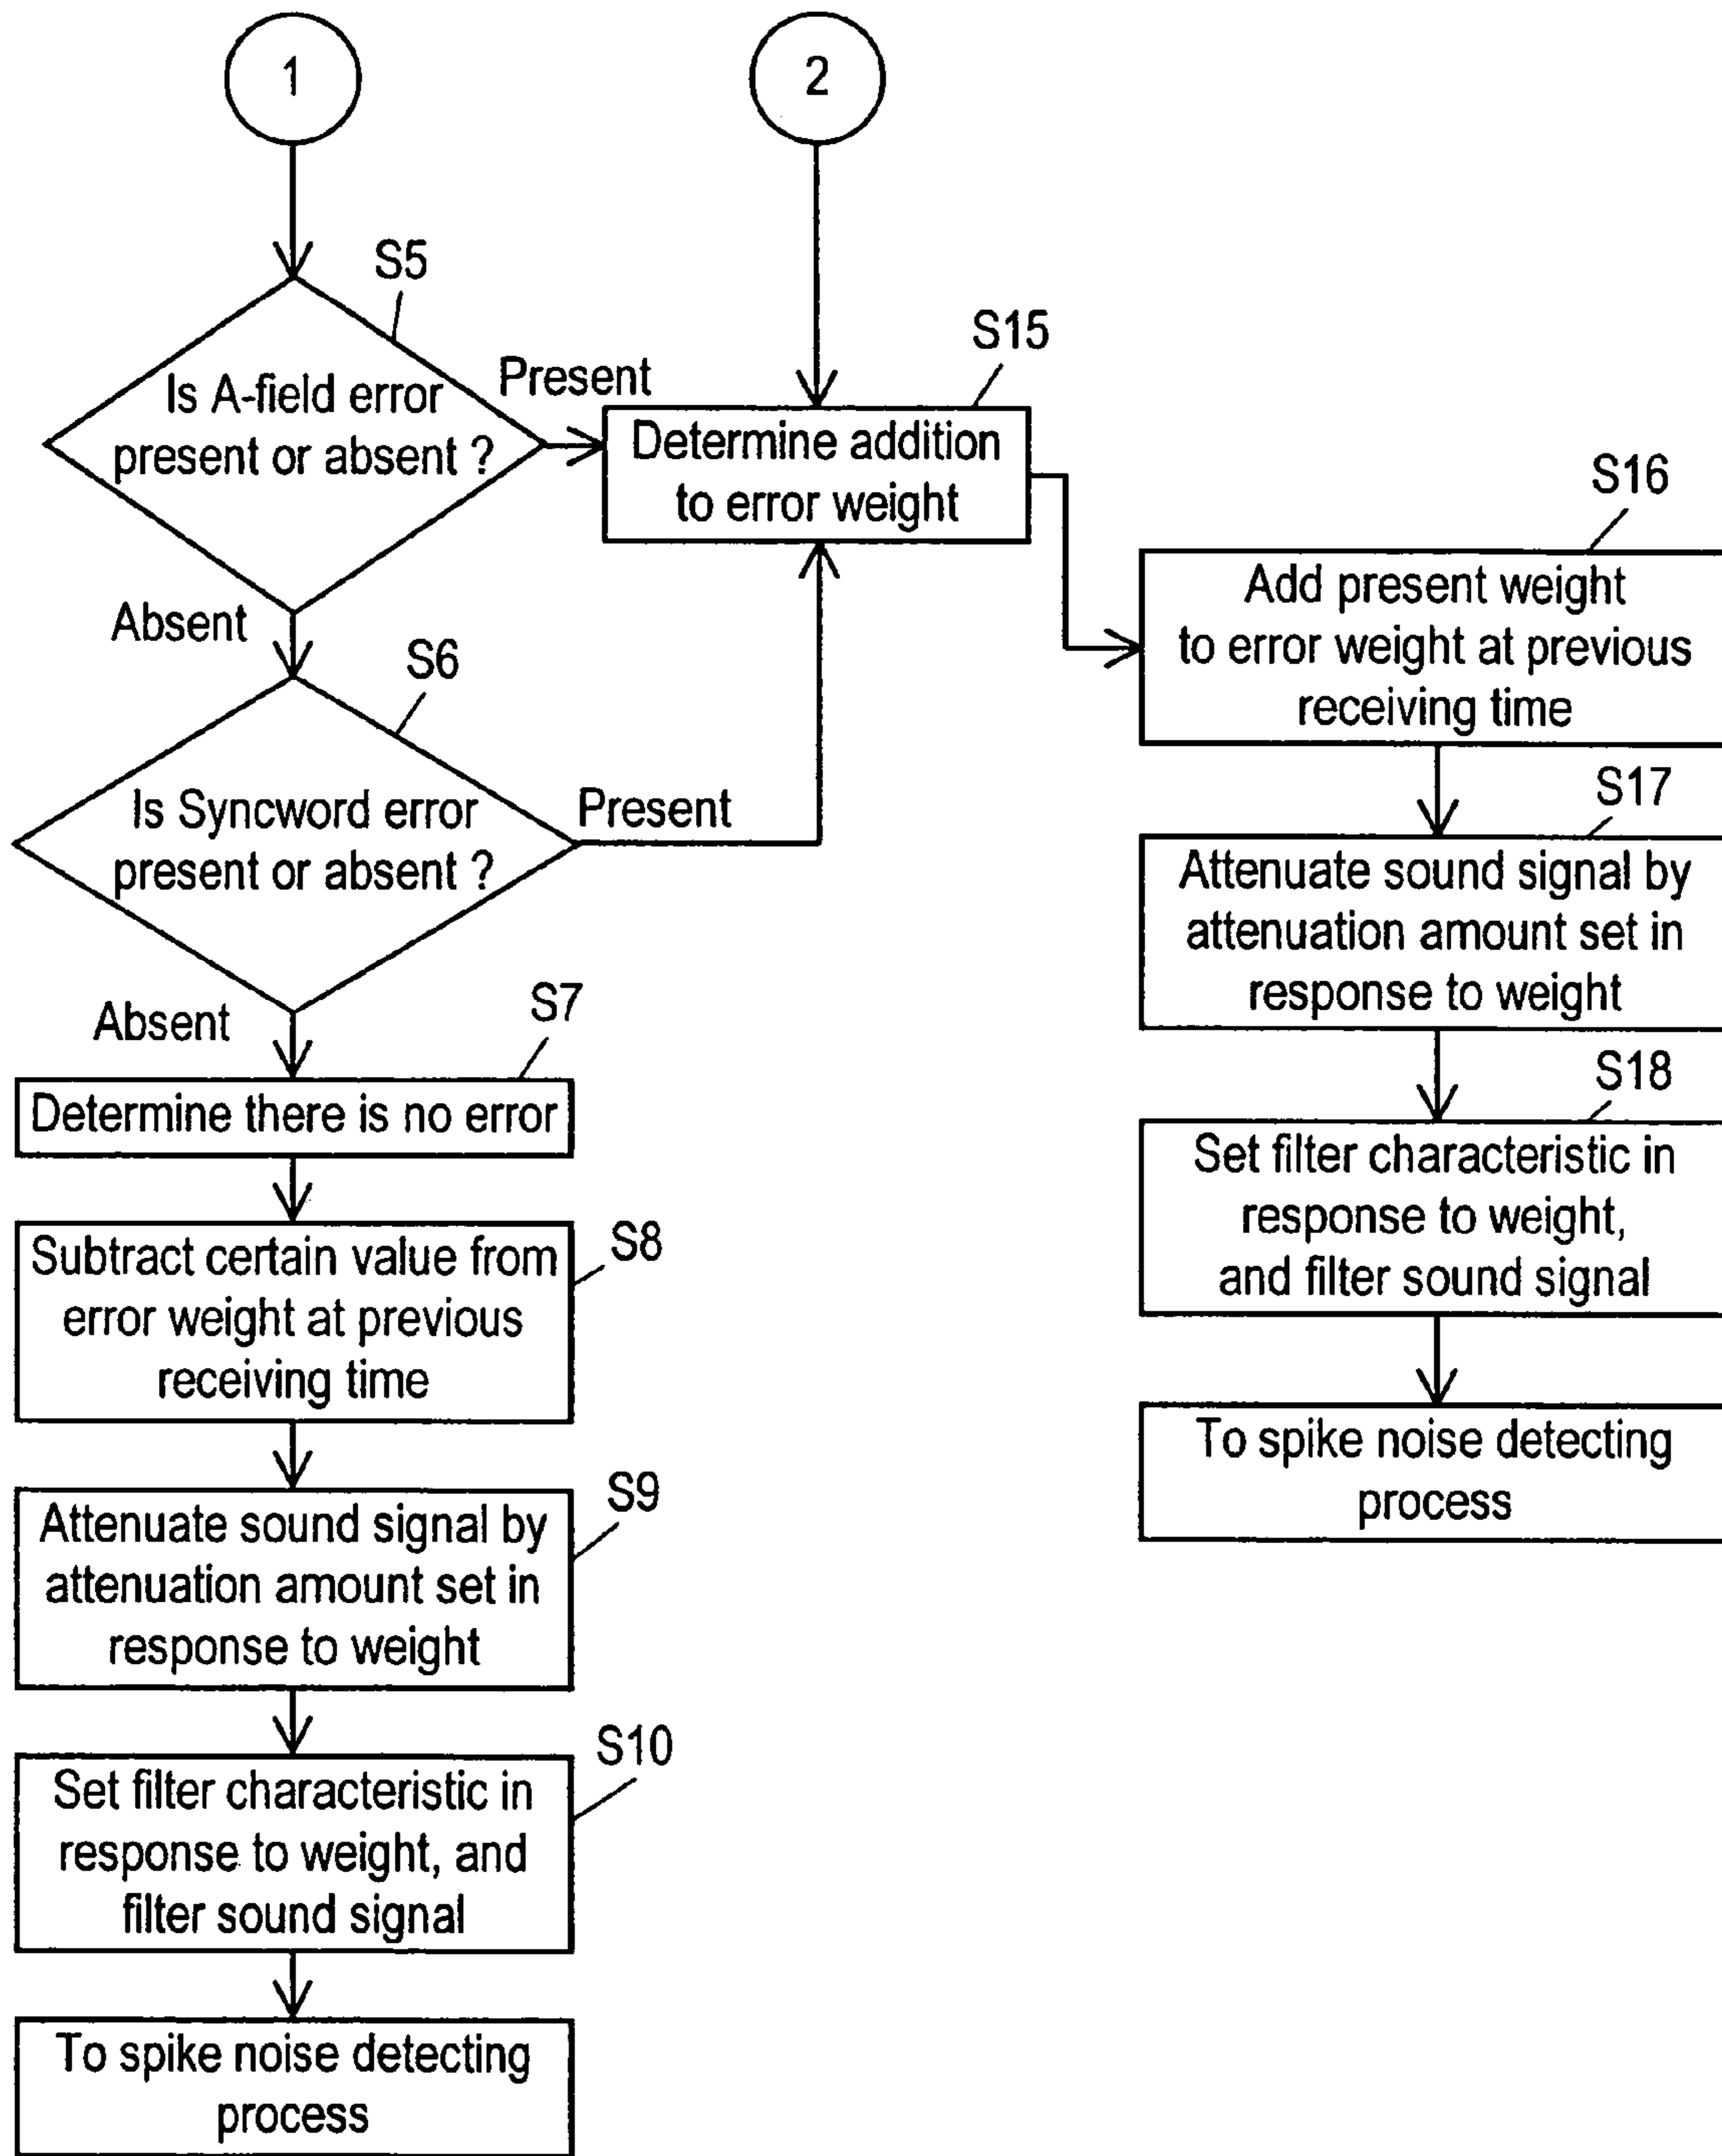 1
2
S5
Is A-field error
present or absent ?
Present
Absent
S15
Determine addition
to error weight
S6
Is Syncword error
present or absent ?
Present
Absent
S16
Add present weight
to error weight at previous
receiving time
S17
Attenuate sound signal by
attenuation amount set in
response to weight
S18
Set filter characteristic in
response to weight,
and filter sound signal
To spike noise detecting
process
S7
Determine there is no error
S8
Subtract certain value from
error weight at previous
receiving time
S9
Attenuate sound signal by
attenuation amount set in
response to weight
S10
Set filter characteristic in
response to weight, and
filter sound signal
To spike noise detecting
process